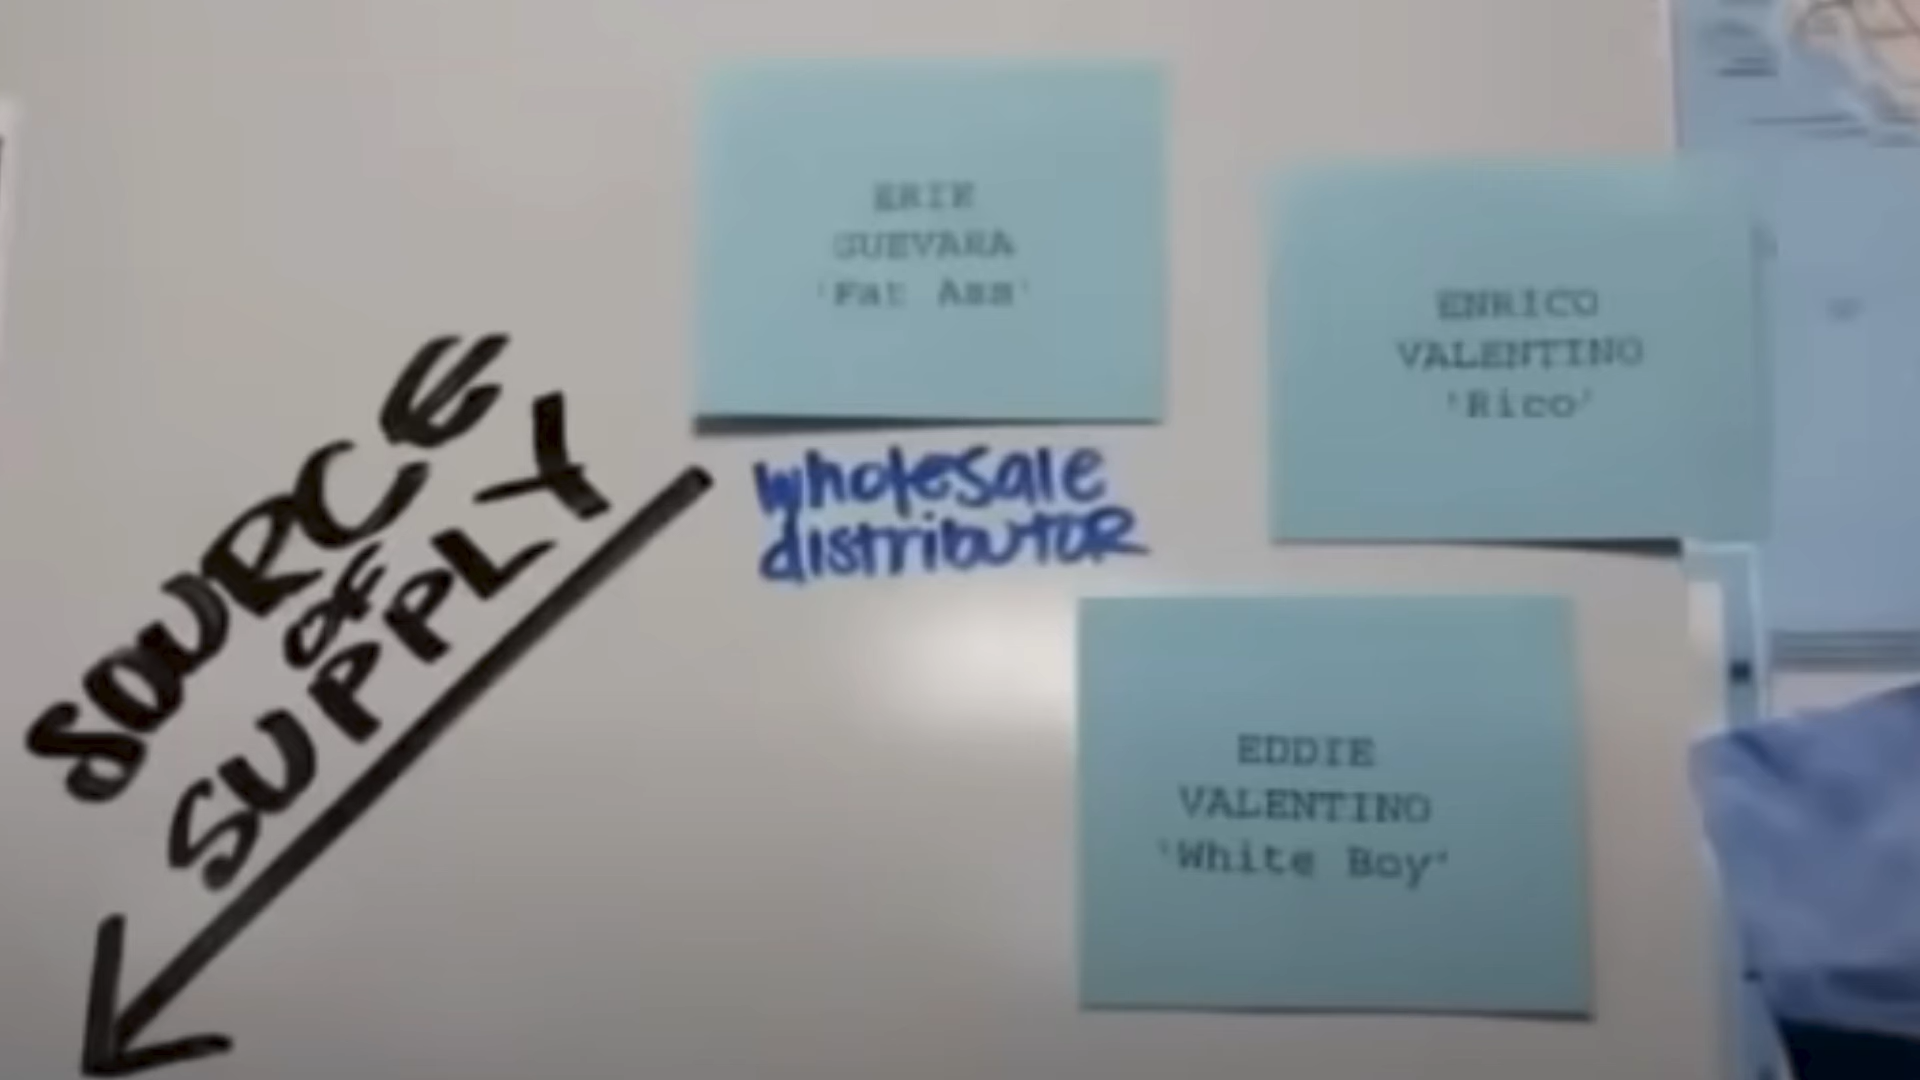 ERIK
GUEVARA
'Fat Ass'
wholesale
distributor
ENRICO
VALENTINO
'Rico'
EDDIE
VALENTINO
'White Boy'
SOURCE
OF
SUPPLY